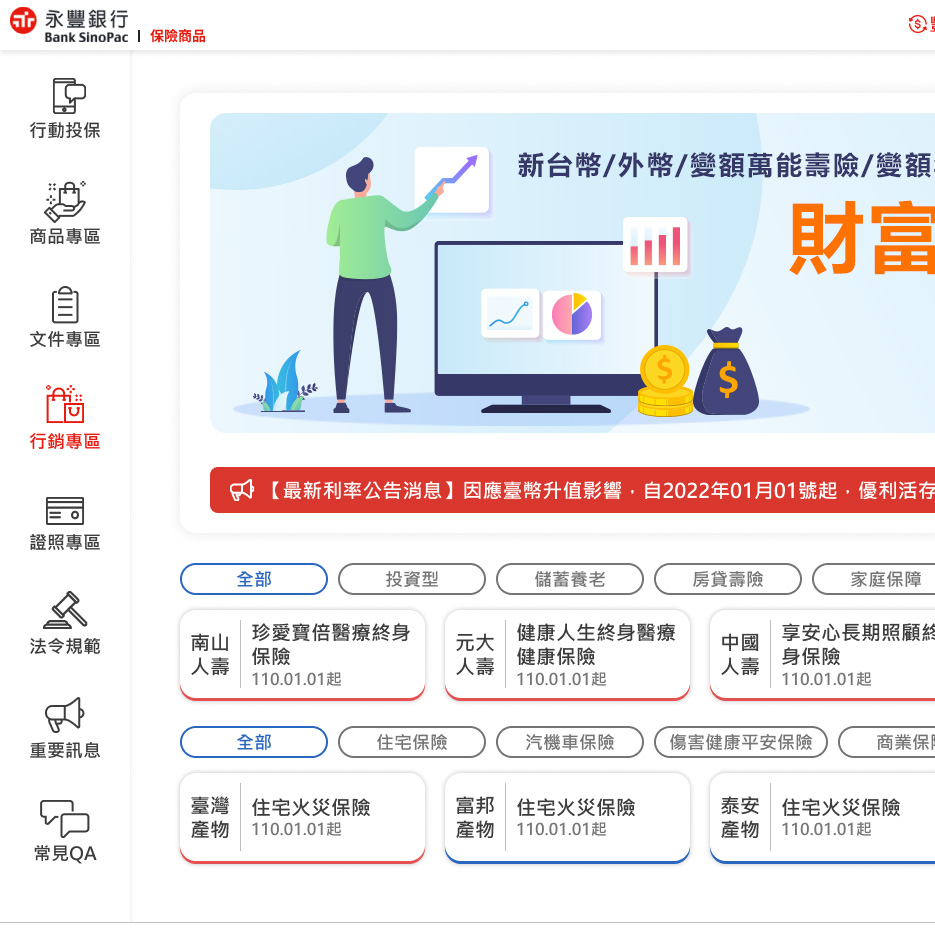 永豐銀行
Bank SinoPac
保險商品
行動投保
商品專區
文件專區
行銷專區
證照專區
法令規範
重要訊息
常見QA
新台幣/外幣/變額萬能壽險/變額
財富
$
$
【最新利率公告消息】因應臺幣升值影響，自2022年01月01號起，優利活存
全部
投資型
儲蓄養老
房貸壽險
家庭保障
南山
人壽
珍愛寶倍醫療終身
保險
110.01.01起
元大
人壽
健康人生終身醫療
健康保險
110.01.01起
中國
人壽
享安心長期照顧終
身保險
110.01.01起
全部
住宅保險
汽機車保險
傷害健康平安保險
商業保
臺灣
產物
住宅火災保險
110.01.01起
富邦
產物
住宅火災保險
110.01.01起
泰安
產物
住宅火災保險
110.01.01起